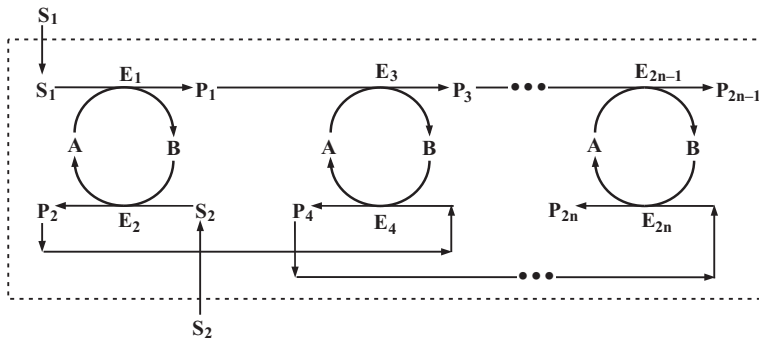 S1
E1 E3 E2n–1
S1 P1 P3 ••• P2n–1
A B A B A B
P2 S2 P4 P2n
E2 E4 E2n
•••
S2